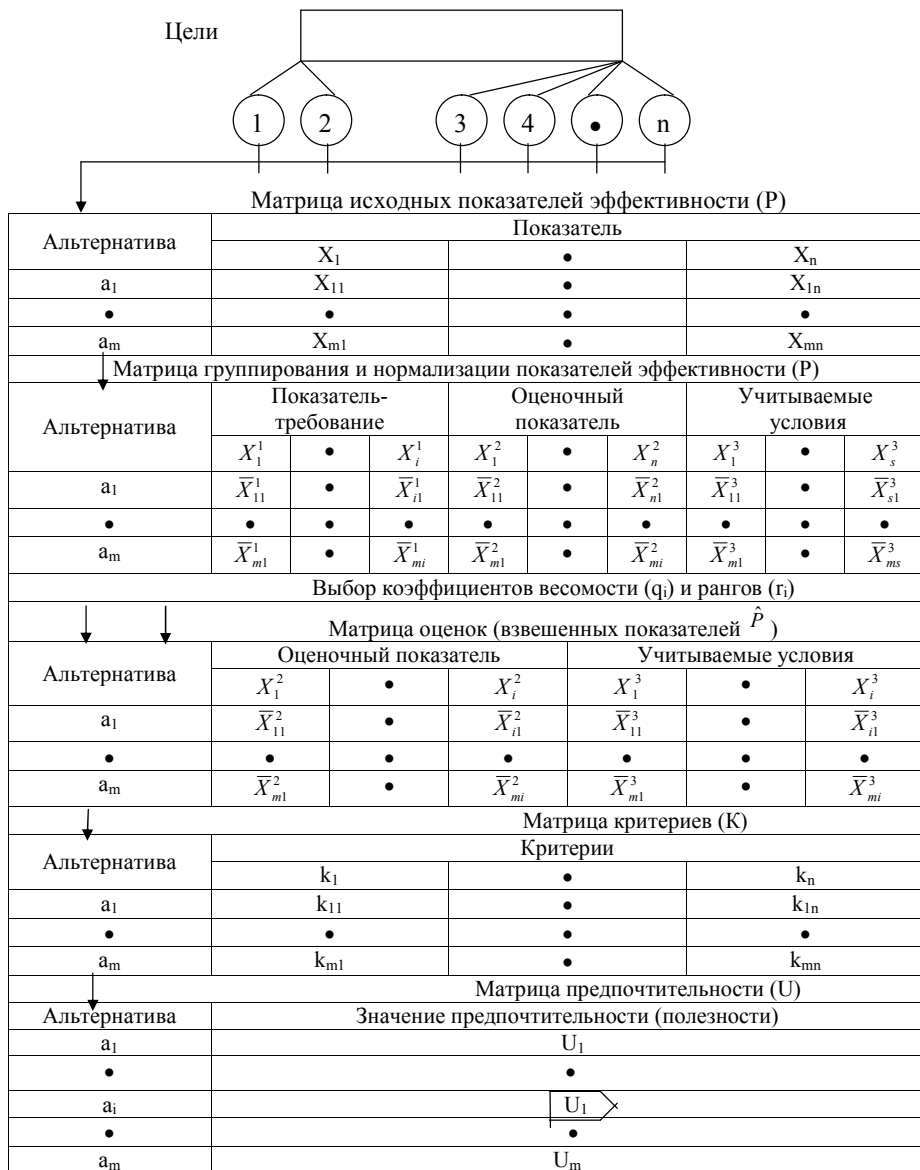 Цели
1 2 3 4 • n
Матрица исходных показателей эффективности (P)
Альтернатива Показатель
X₁ • Xₙ
a₁ X₁₁ • X₁ₙ
• • • •
aₘ Xₘ₁ • Xₘₙ
Матрица группирования и нормализации показателей эффективности (P)
Альтернатива Показатель- Оценочный Учитываемые
требование показатель условия
X₁¹ • Xᵢ¹ X₁² • Xₙ² X₁³ • Xₛ³
a₁ X̅₁₁¹ • X̅ᵢ₁¹ X̅₁₁² • X̅ₙ₁² X̅₁₁³ • X̅ₛ₁³
• • • • • • • • • •
aₘ X̅ₘ₁¹ • X̅ₘᵢ¹ X̅ₘ₁² • X̅ₘᵢ² X̅ₘ₁³ • X̅ₘₛ³
Выбор коэффициентов весомости (qᵢ) и рангов (rᵢ)
Матрица оценок (взвешенных показателей P̂ )
Альтернатива Оценочный показатель Учитываемые условия
X₁² • Xᵢ² X₁³ • Xᵢ³
a₁ X̅₁₁² • X̅ᵢ₁² X̅₁₁³ • X̅ᵢ₁³
• • • • • • •
aₘ X̅ₘ₁² • X̅ₘᵢ² X̅ₘ₁³ • X̅ₘᵢ³
Матрица критериев (К)
Альтернатива Критерии
k₁ • kₙ
a₁ k₁₁ • k₁ₙ
• • • •
aₘ kₘ₁ • kₘₙ
Матрица предпочтительности (U)
Альтернатива Значение предпочтительности (полезности)
a₁ U₁
• •
aᵢ U₁
• •
aₘ Uₘ